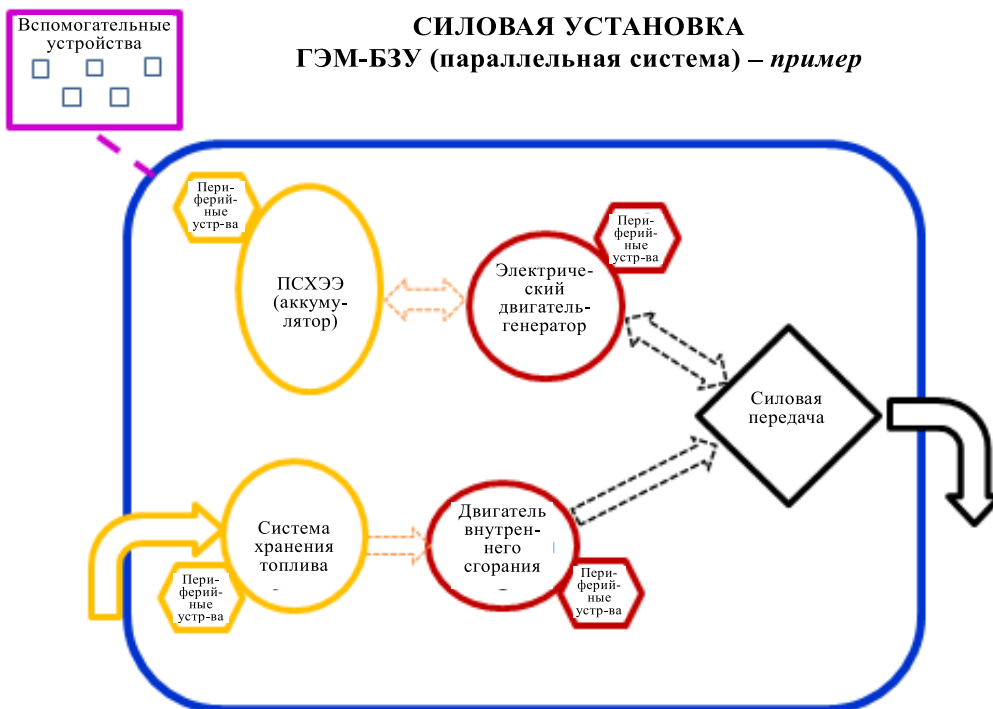 Вспомогательные
устройства
СИЛОВАЯ УСТАНОВКА
ГЭМ-БЗУ (параллельная система) – пример
Пери-
ферий-
ные
устр-ва
ПСХЭЭ
(аккуму-
лятор)
Электриче-
ский
двигатель-
генератор
Пери-
ферий-
ные
устр-ва
Силовая
передача
Система
хранения
топлива
Пери-
ферий-
ные
устр-ва
Двигатель
внутрен-
него
сгорания
Пери-
ферий-
ные
устр-ва